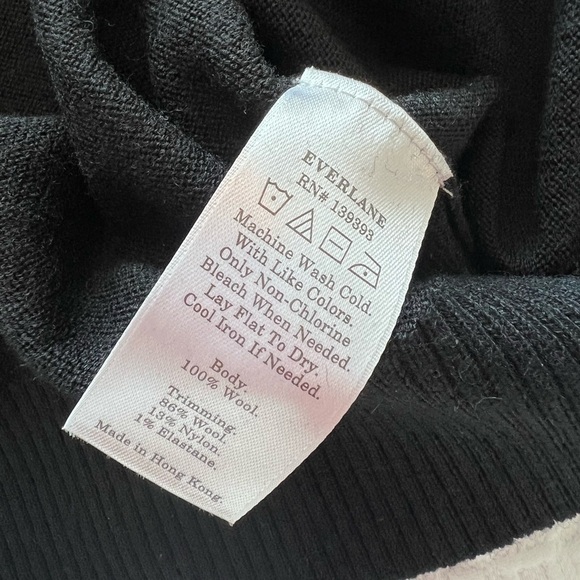 EVERLANE
RN# 139393
Machine Wash Cold.
With Like Colors.
Only Non-Chlorine
Bleach When Needed.
Lay Flat To Dry.
Cool Iron If Needed.
Body.
100% Wool.
Trimming.
86% Wool.
13% Nylon.
1% Elastane.
Made in Hong Kong.